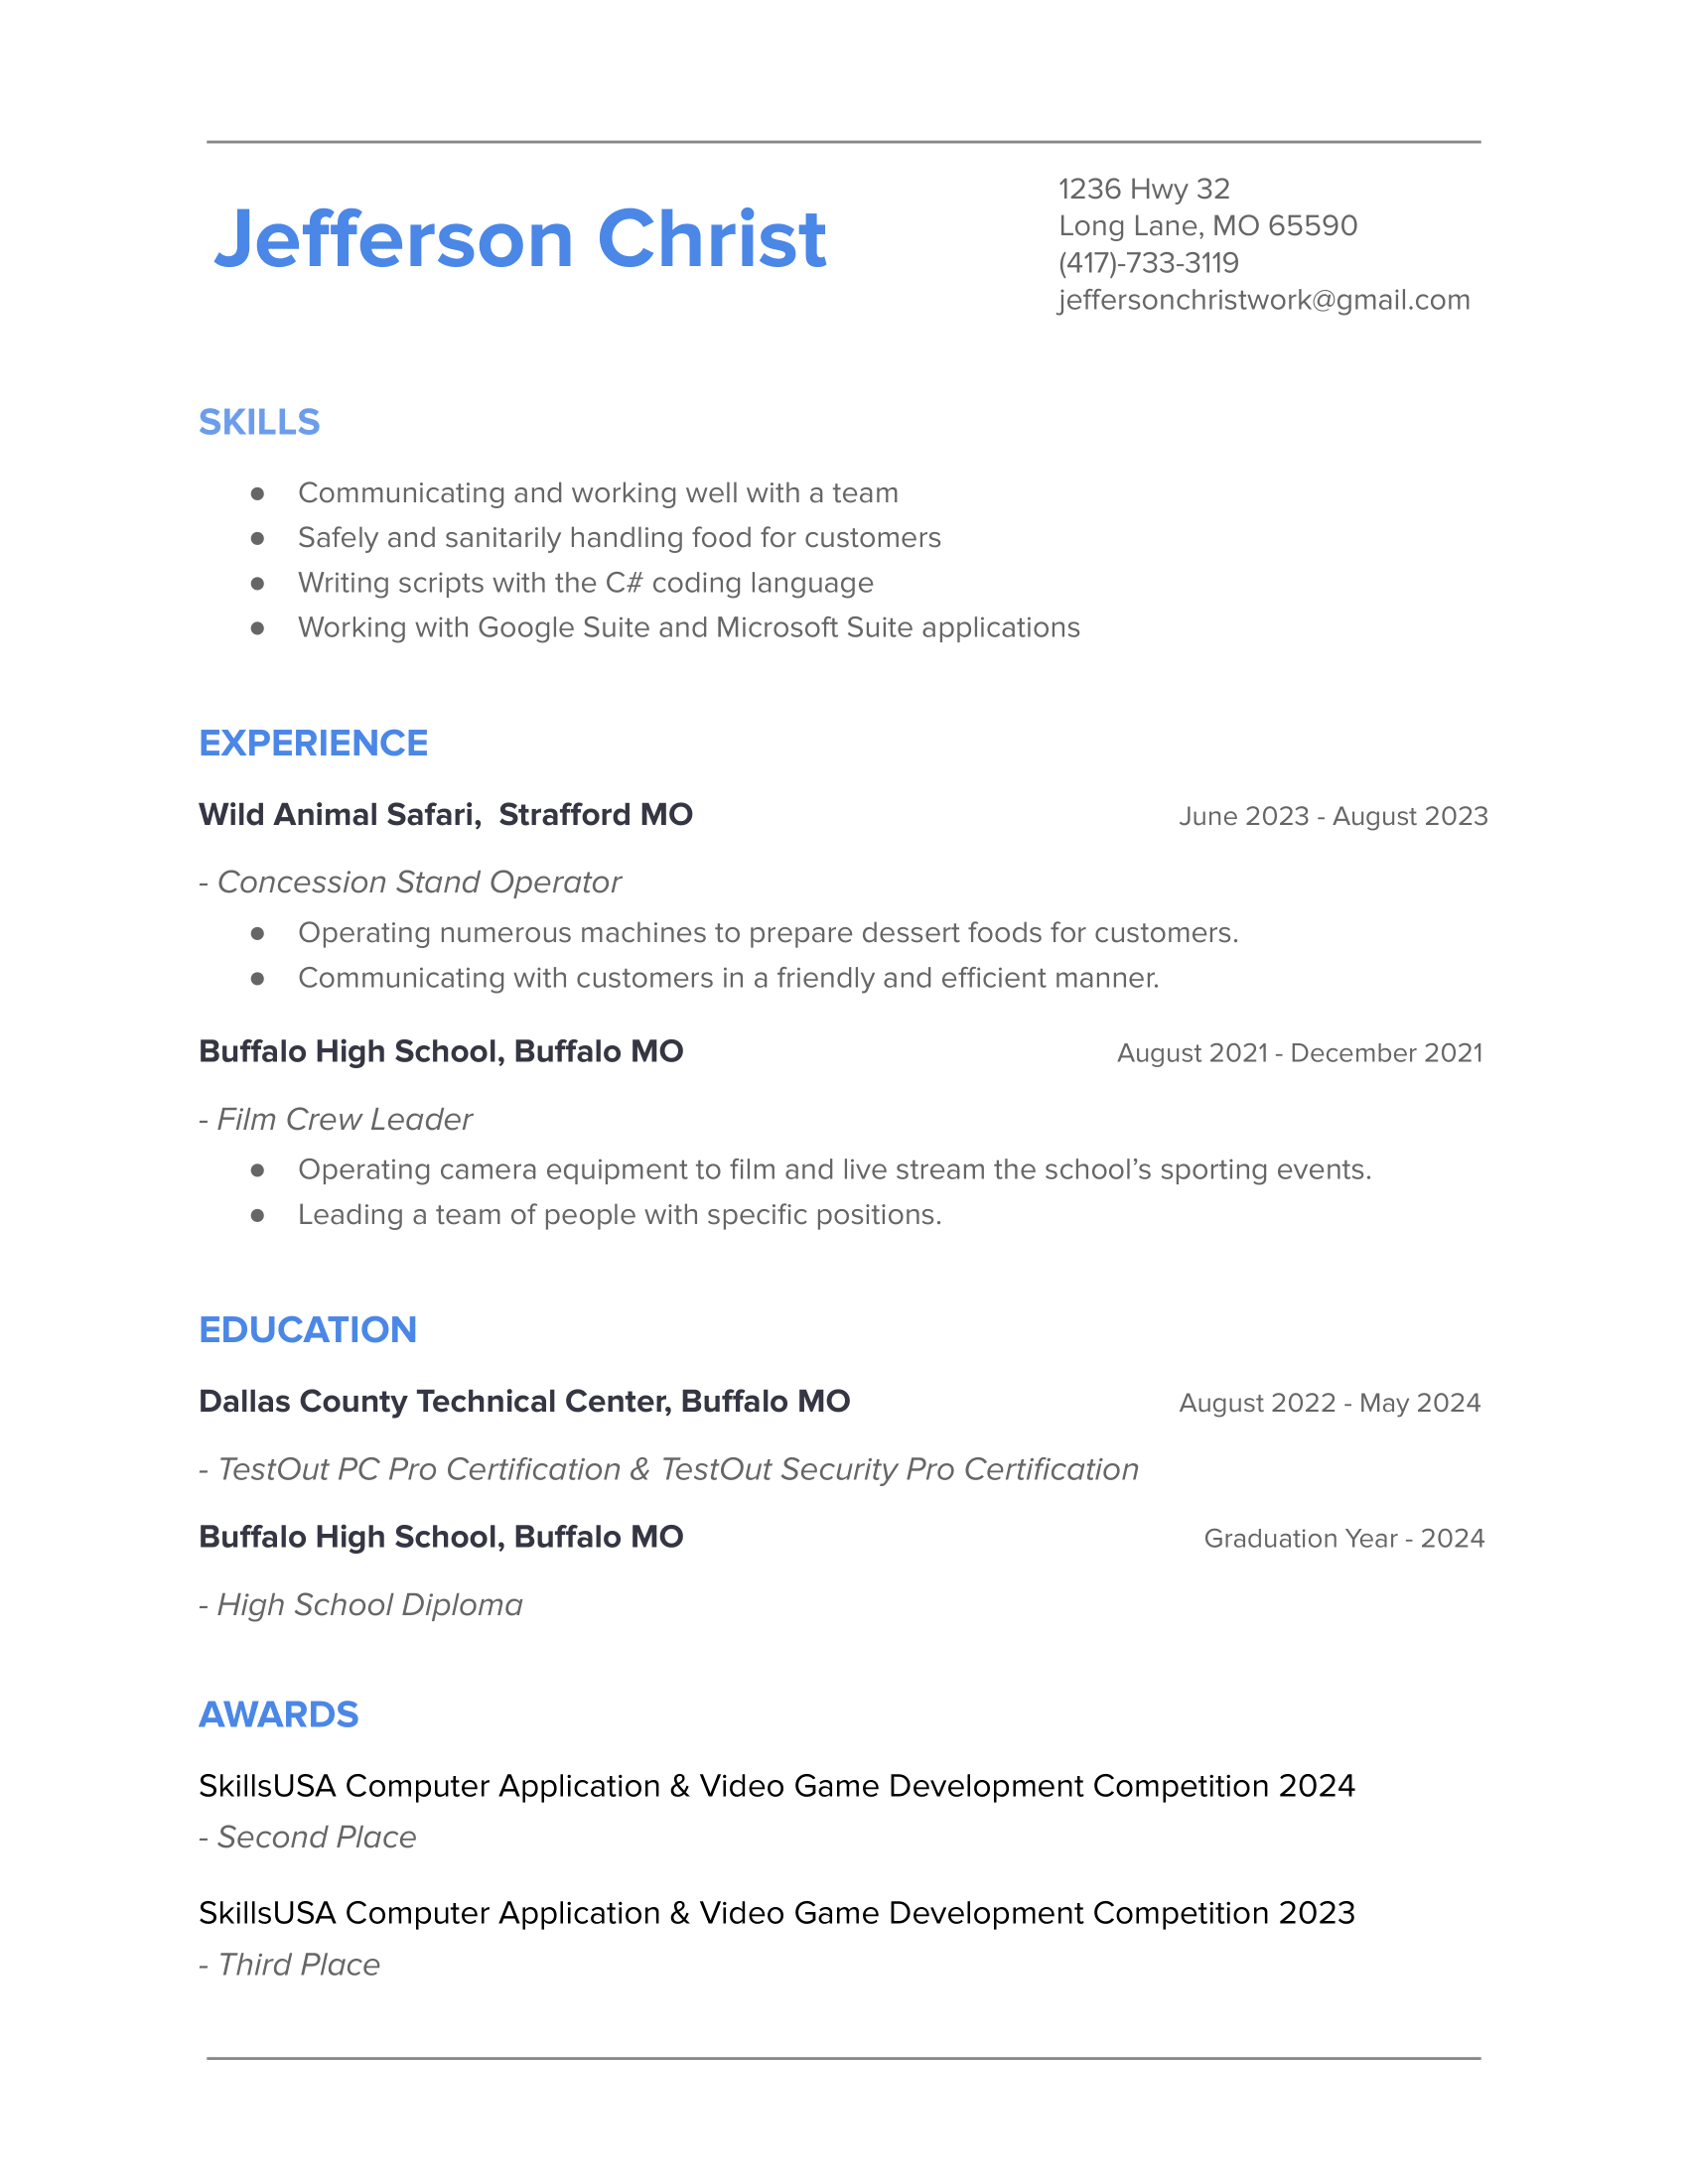 Jefferson Christ
1236 Hwy 32
Long Lane, MO 65590
(417)-733-3119
jeffersonchristwork@gmail.com
SKILLS
● Communicating and working well with a team
● Safely and sanitarily handling food for customers
● Writing scripts with the C# coding language
● Working with Google Suite and Microsoft Suite applications
EXPERIENCE
Wild Animal Safari,  Strafford MO June 2023 - August 2023
- Concession Stand Operator
● Operating numerous machines to prepare dessert foods for customers.
● Communicating with customers in a friendly and efficient manner.
Buffalo High School, Buffalo MO August 2021 - December 2021
- Film Crew Leader
● Operating camera equipment to film and live stream the school’s sporting events.
● Leading a team of people with specific positions.
EDUCATION
Dallas County Technical Center, Buffalo MO August 2022 - May 2024
- TestOut PC Pro Certification & TestOut Security Pro Certification
Buffalo High School, Buffalo MO Graduation Year - 2024
- High School Diploma
AWARDS
SkillsUSA Computer Application & Video Game Development Competition 2024
- Second Place
SkillsUSA Computer Application & Video Game Development Competition 2023
- Third Place